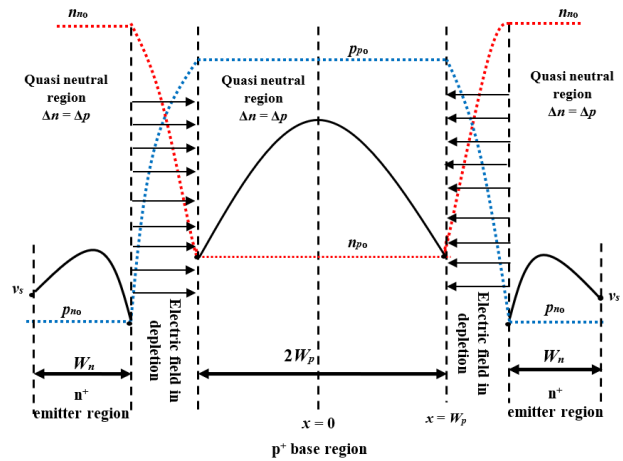 nₙₒ
pₚₒ
nₙₒ
Quasi neutral
region
Δn = Δp
Quasi neutral
region
Δn = Δp
Quasi neutral
region
Δn = Δp
nₚₒ
vₛ
pₙₒ
Electric field in
depletion
Electric field in
depletion
pₙₒ
vₛ
Wₙ
2Wₚ
Wₙ
n⁺
emitter region
x = 0
x = Wₚ
n⁺
emitter region
p⁺ base region